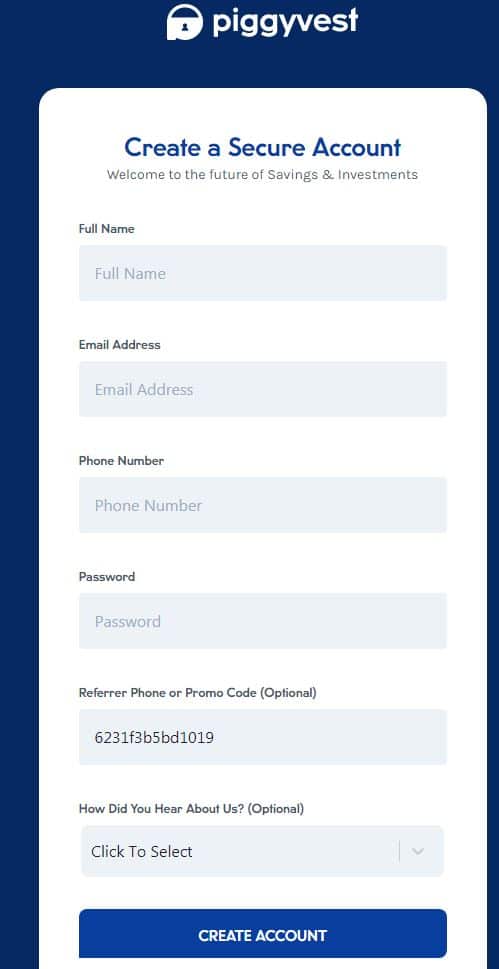 piggyvest
Create a Secure Account
Welcome to the future of Savings & Investments
Full Name
Full Name
Email Address
Email Address
Phone Number
Phone Number
Password
Password
Referrer Phone or Promo Code (Optional)
6231f3b5bd1019
How Did You Hear About Us? (Optional)
Click To Select
CREATE ACCOUNT